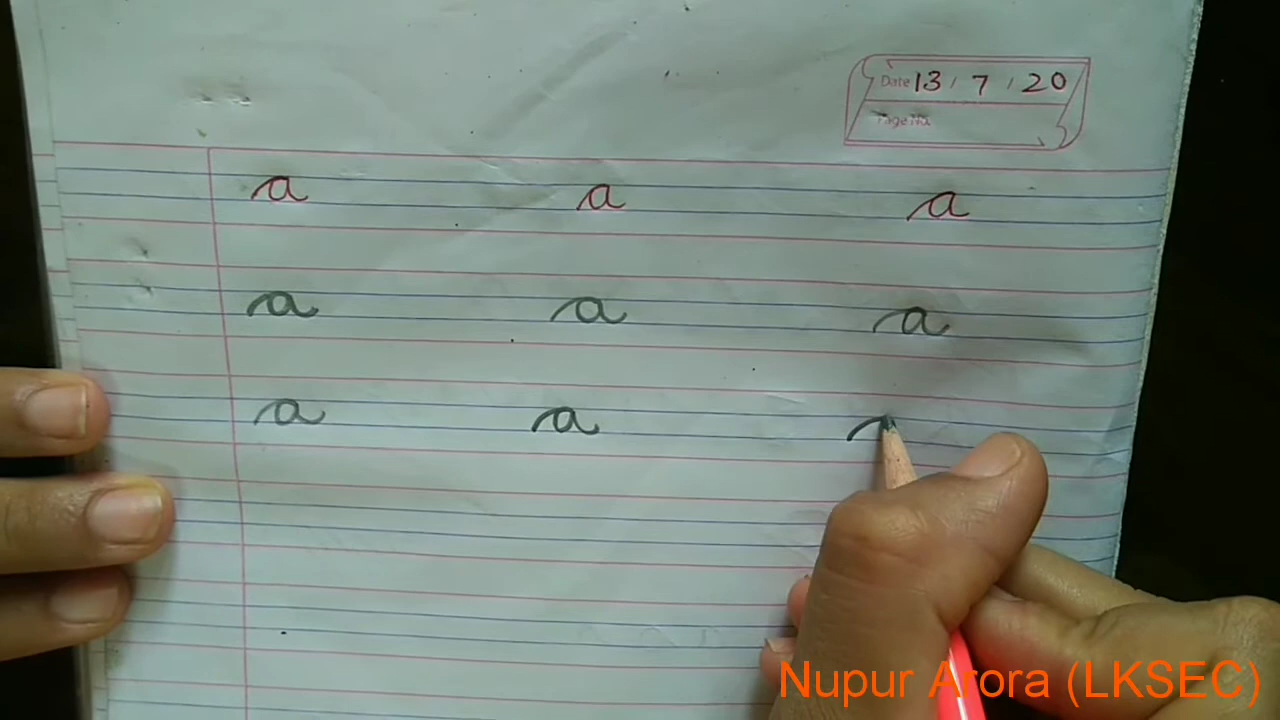 Date 13 / 7 / 20
Page No.
a a a
a a a
a a
Nupur Arora (LKSEC)